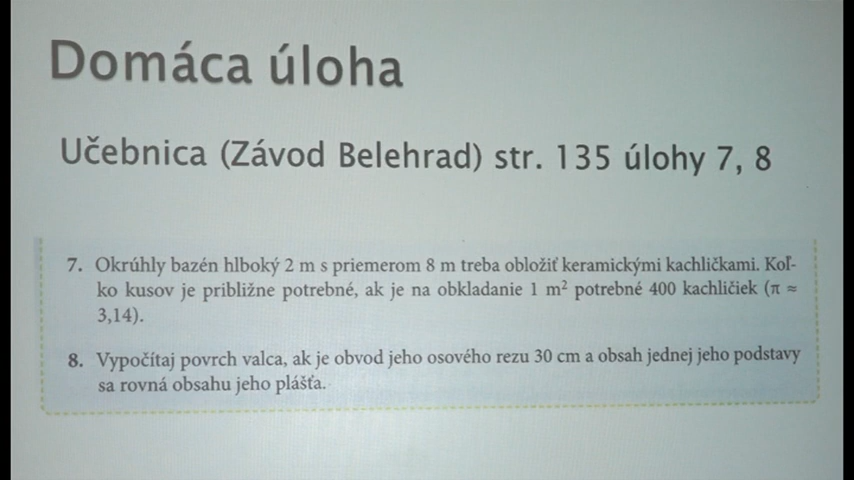 Domáca úloha
Učebnica (Závod Belehrad) str. 135 úlohy 7, 8
7. Okrúhly bazén hlboký 2 m s priemerom 8 m treba obložiť keramickými kachličkami. Koľ-
ko kusov je približne potrebné, ak je na obkladanie 1 m² potrebné 400 kachličiek (π ≈
3,14).
8. Vypočítaj povrch valca, ak je obvod jeho osového rezu 30 cm a obsah jednej jeho podstavy
sa rovná obsahu jeho plášťa.